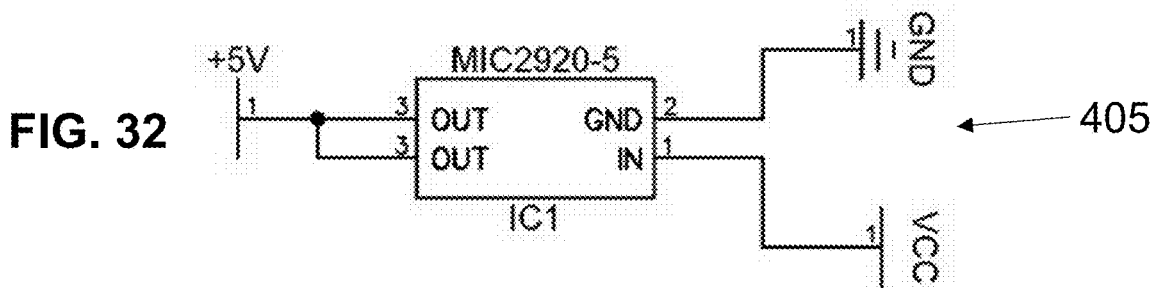 FIG. 32
+5V
1
MIC2920-5
3 OUT GND 2
3 OUT IN 1
IC1
1 GND
405
1 VCC